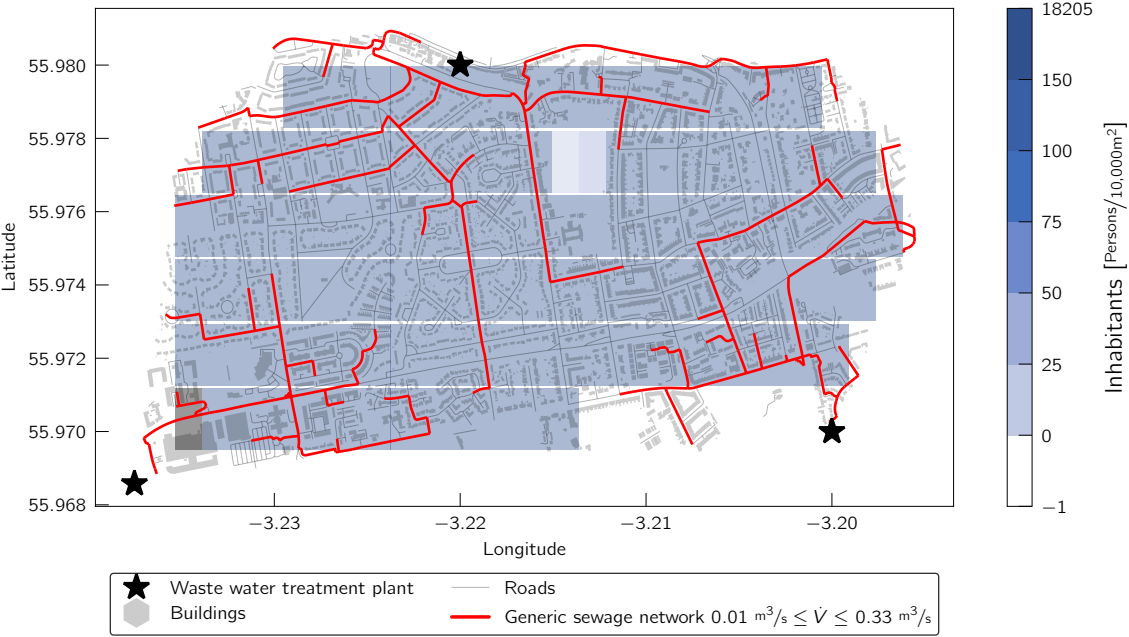 55.980
55.978
55.976
55.974
55.972
55.970
55.968
Latitude
−3.23
−3.22
−3.21
−3.20
Longitude
18205
150
100
75
50
25
0
−1
Inhabitants [Persons/10,000m²]
Waste water treatment plant
Buildings
Roads
Generic sewage network 0.01 m³/s ≤ V̇ ≤ 0.33 m³/s